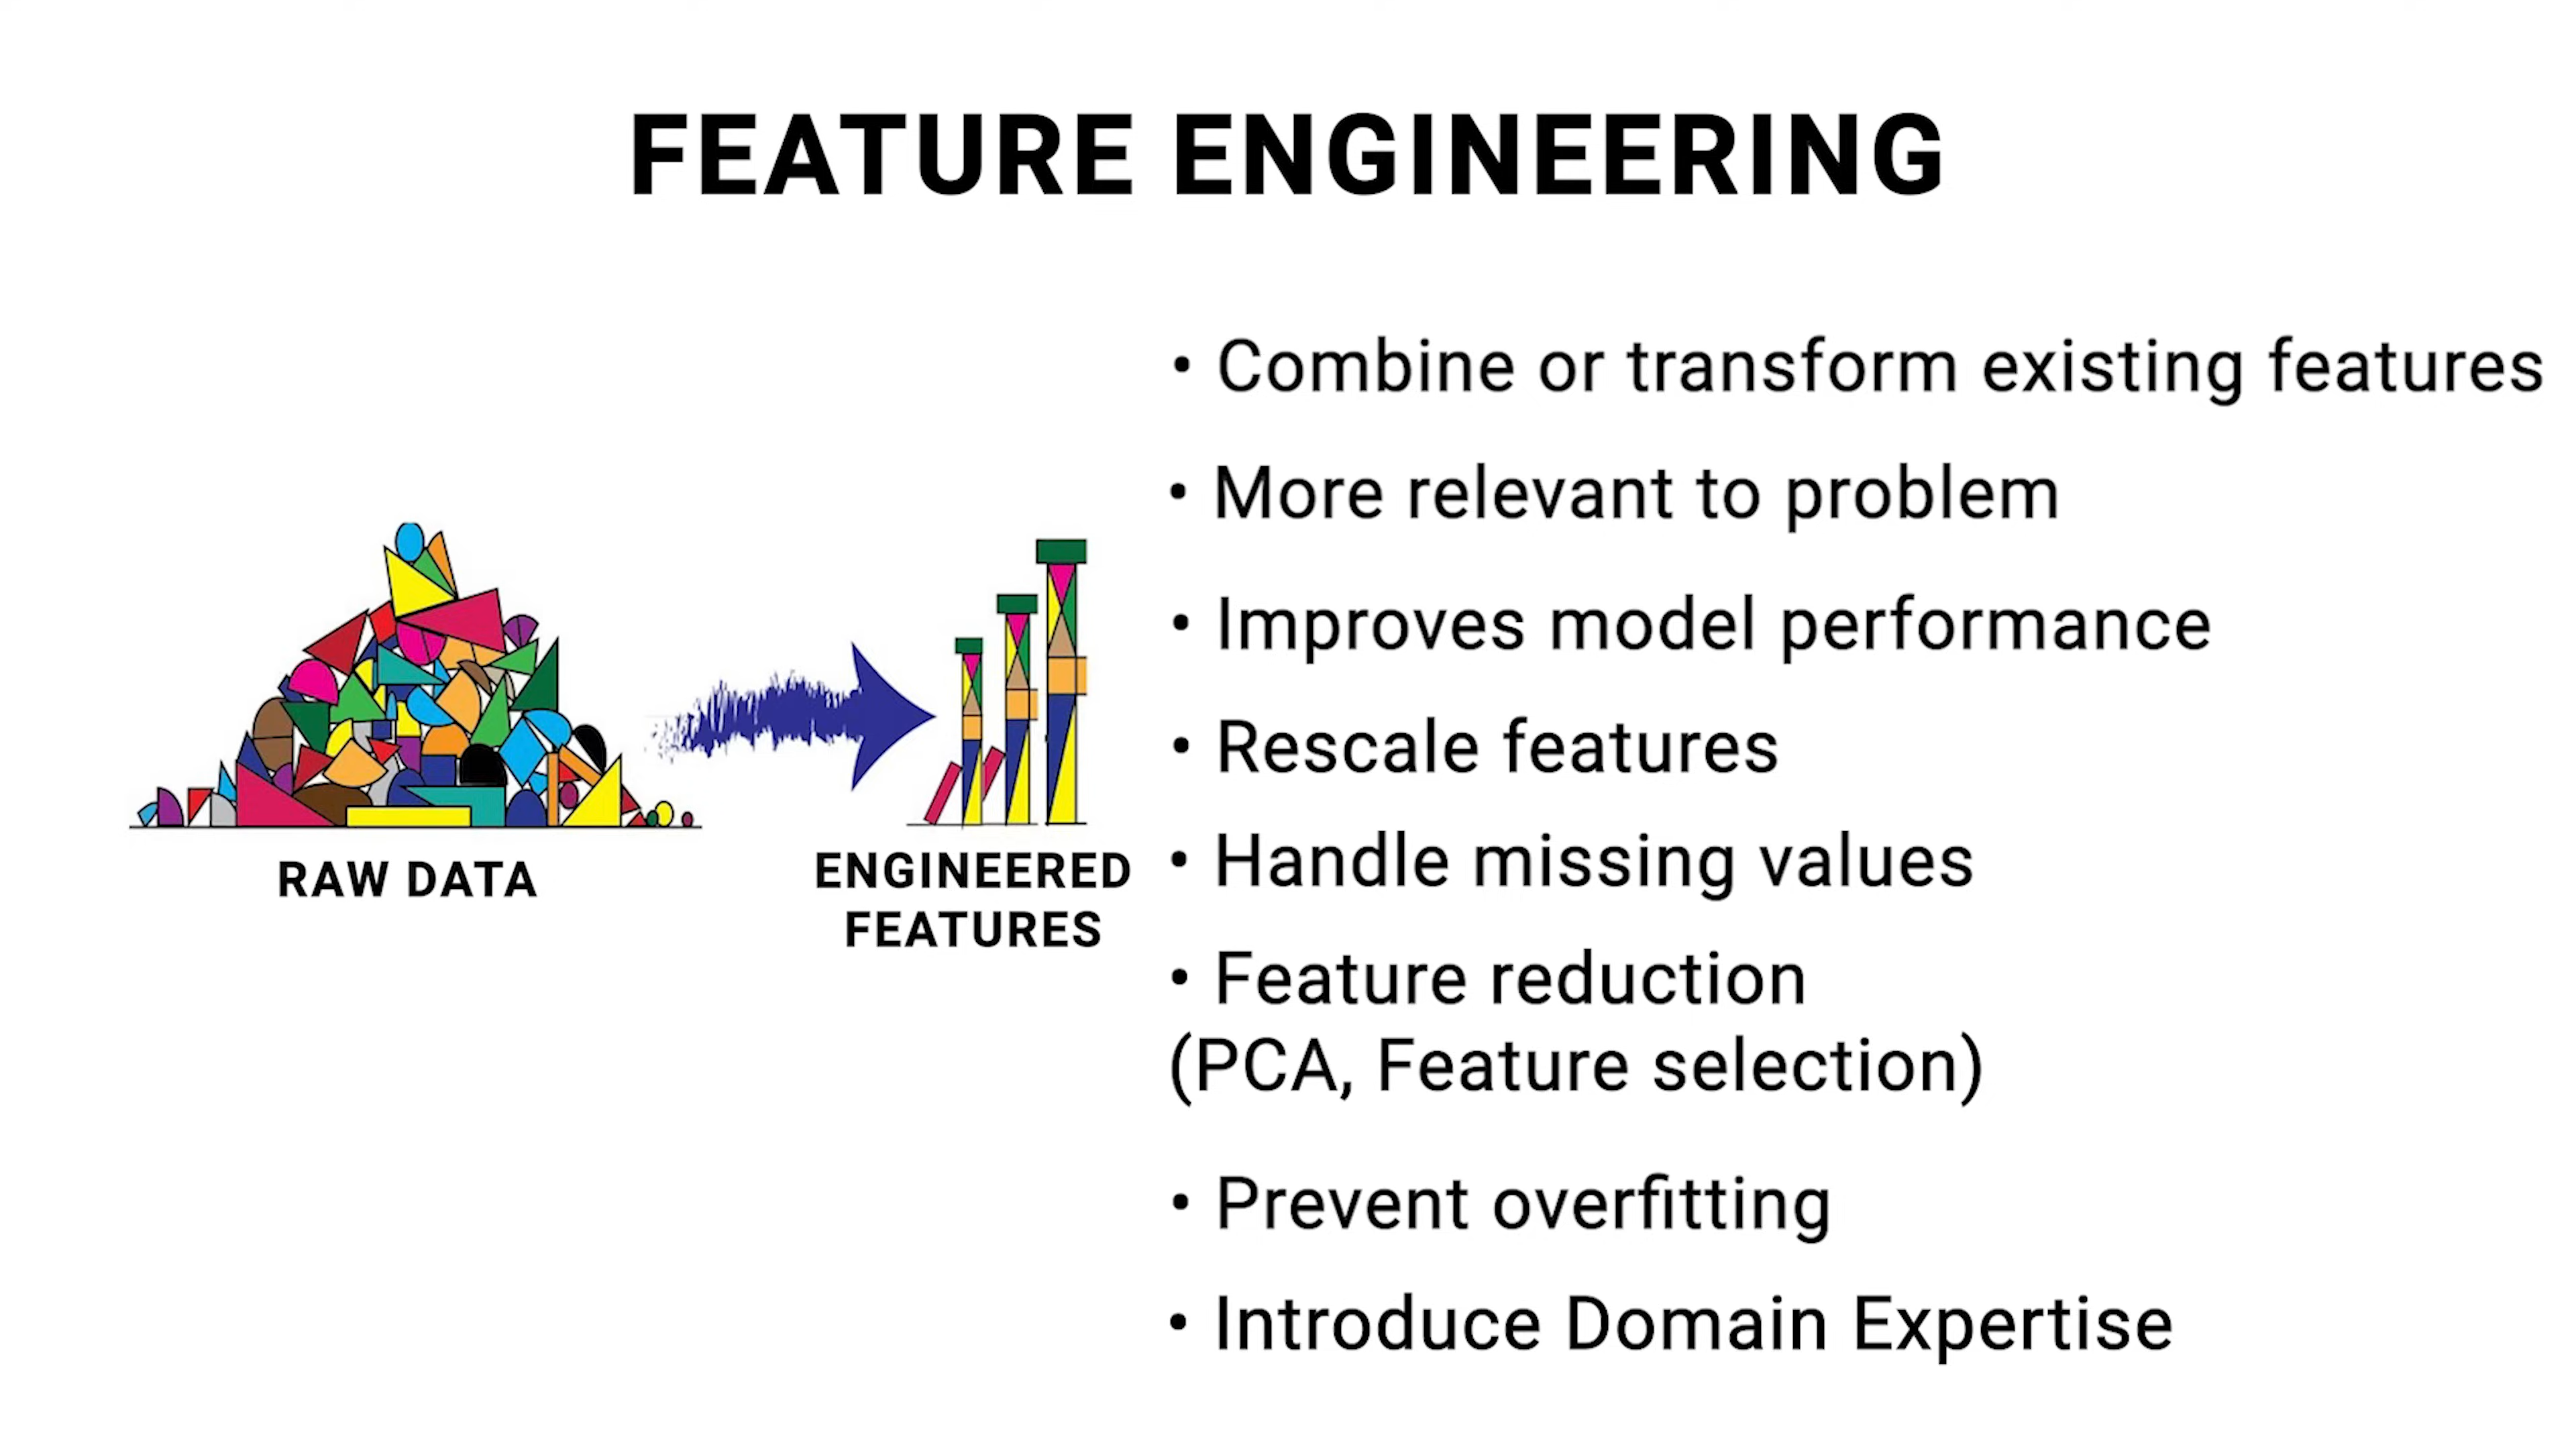 FEATURE ENGINEERING
RAW DATA
ENGINEERED
FEATURES
• Combine or transform existing features
• More relevant to problem
• Improves model performance
• Rescale features
• Handle missing values
• Feature reduction
(PCA, Feature selection)
• Prevent overfitting
• Introduce Domain Expertise